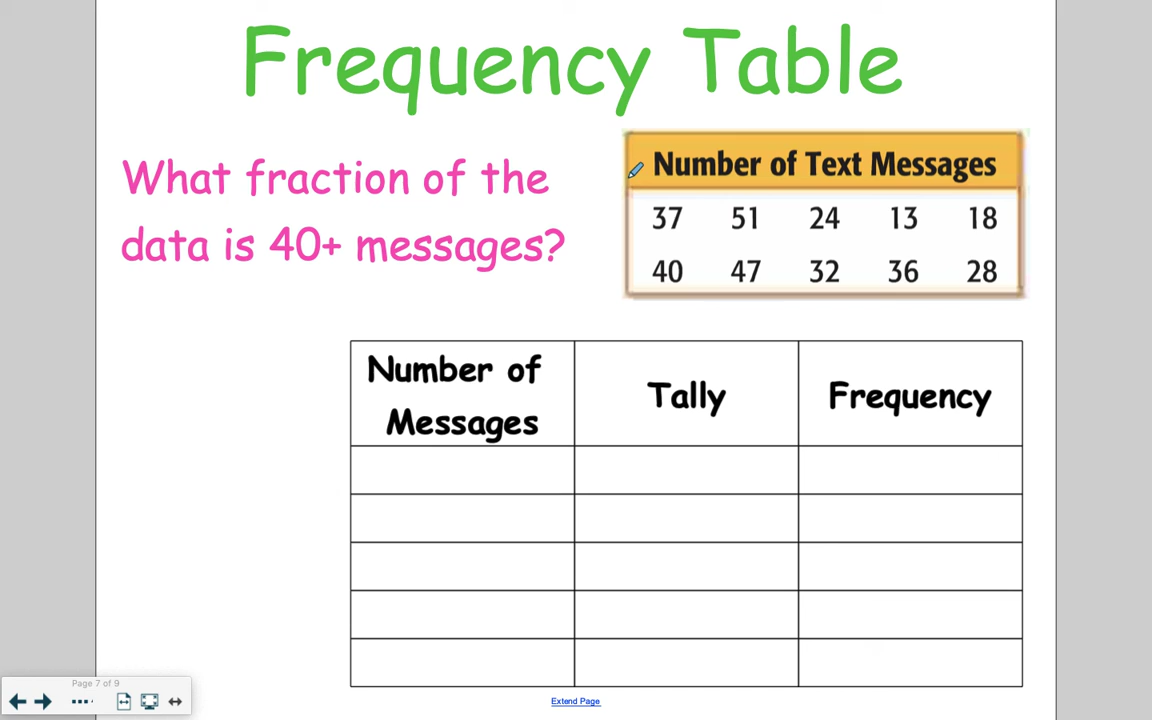 Frequency Table
What fraction of the
data is 40+ messages?
Number of Text Messages
37 51 24 13 18
40 47 32 36 28
Number of
Messages
Tally
Frequency
Page 7 of 9
Extend Page